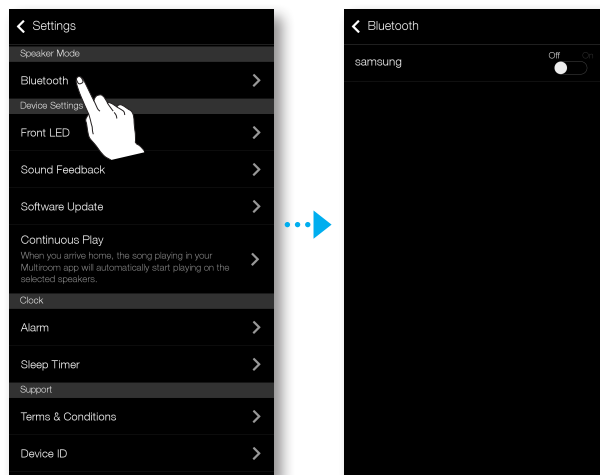 Settings
Speaker Mode
Bluetooth
Device Settings
Front LED
Sound Feedback
Software Update
Continuous Play
When you arrive home, the song playing in your
Multiroom app will automatically start playing on the
selected speakers.
Clock
Alarm
Sleep Timer
Support
Terms & Conditions
Device ID
Bluetooth
samsung
Off On